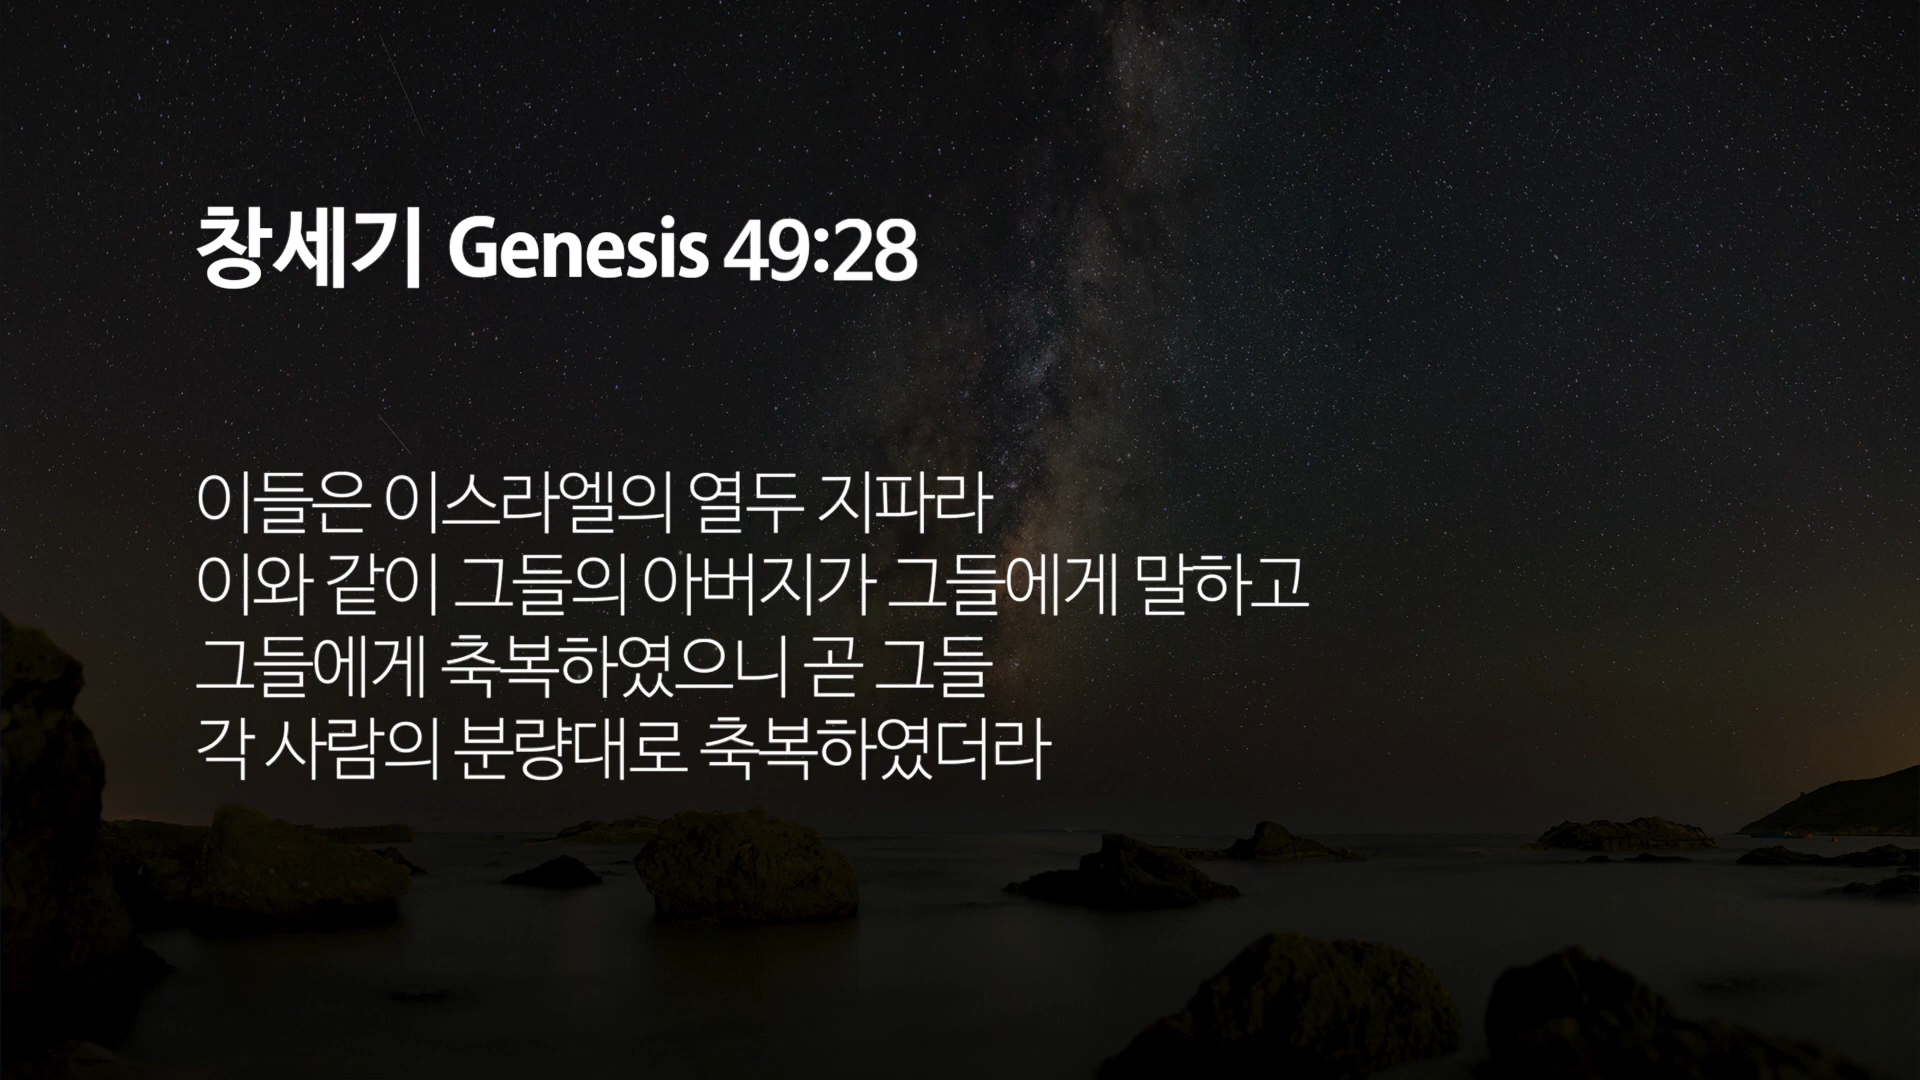 창세기 Genesis 49:28
이들은 이스라엘의 열두 지파라
이와 같이 그들의 아버지가 그들에게 말하고
그들에게 축복하였으니 곧 그들
각 사람의 분량대로 축복하였더라